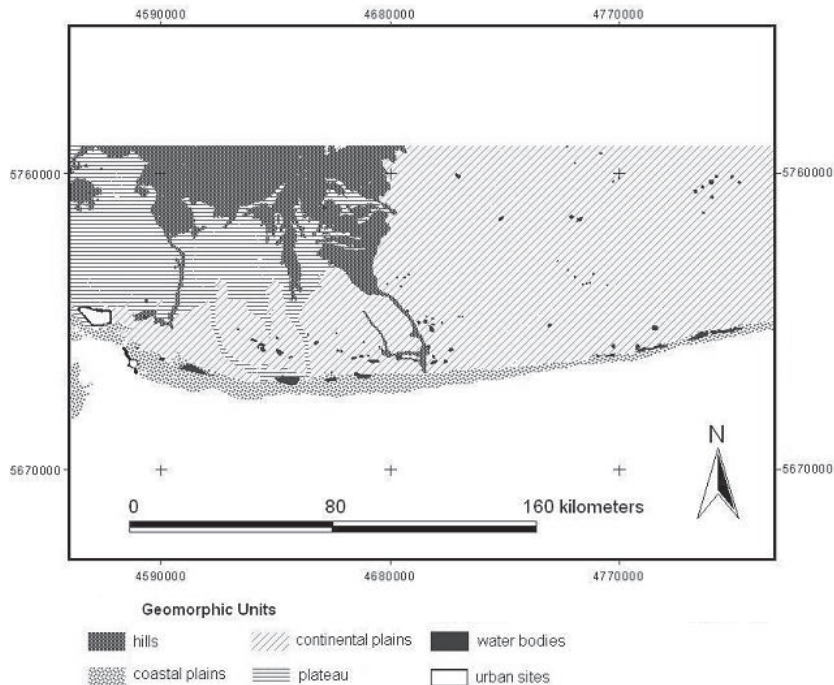 4590000 4680000 4770000
5760000 5760000
5670000 5670000
N
0 80 160 kilometers
4590000 4680000 4770000
Geomorphic Units
hills continental plains water bodies
coastal plains plateau urban sites